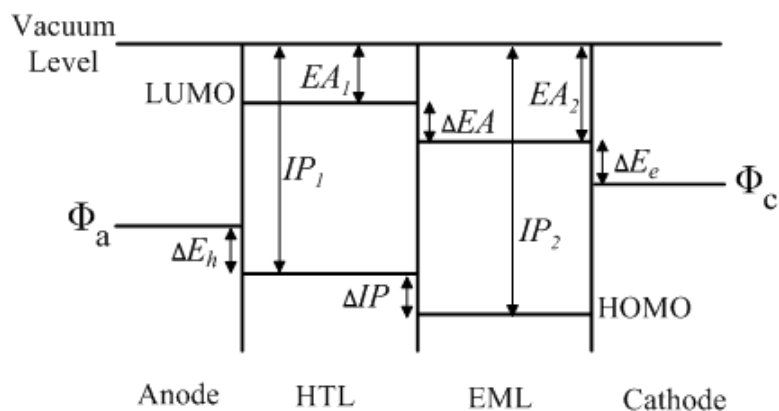 Vacuum
Level
LUMO
EA₁
ΔEA
EA₂
ΔEₑ
Φc
IP₁
Φa
ΔEₕ
IP₂
ΔIP
HOMO
Anode HTL EML Cathode